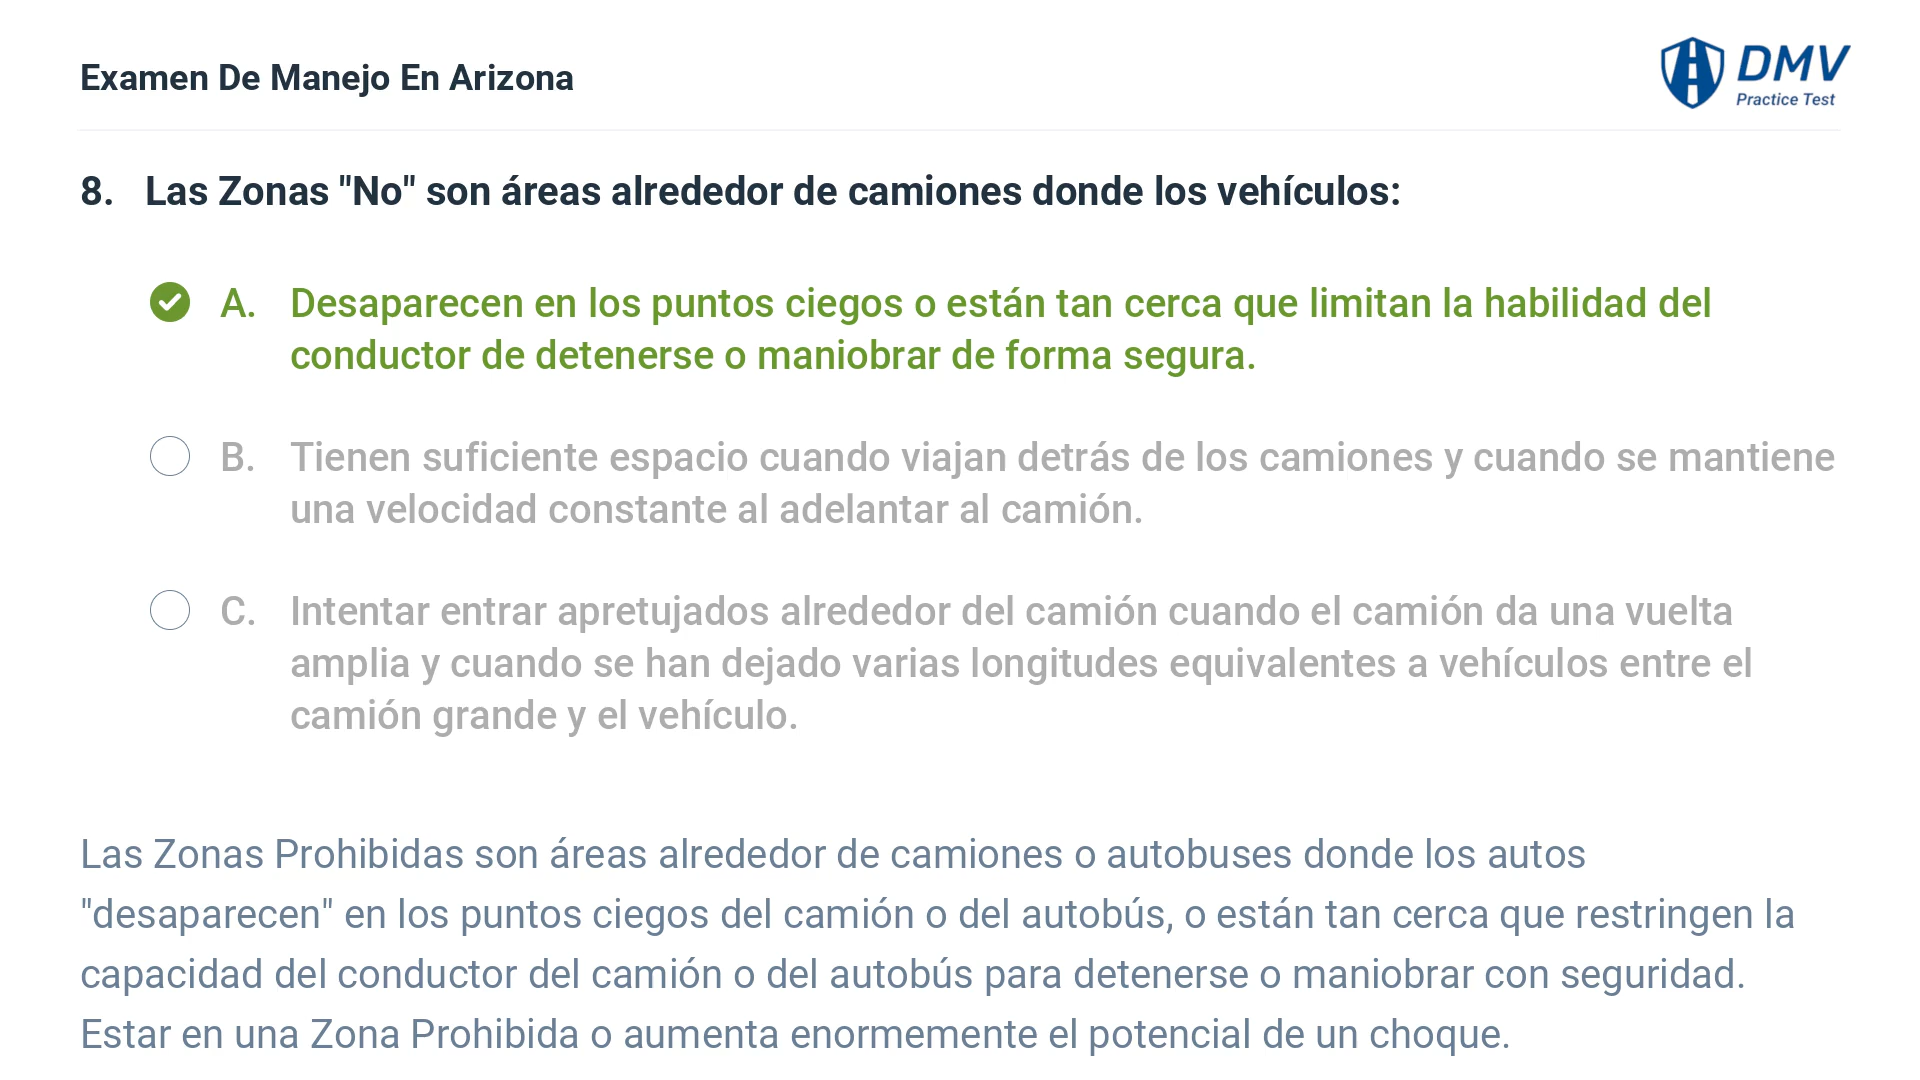 Examen De Manejo En Arizona
DMV
Practice Test
8. Las Zonas "No" son áreas alrededor de camiones donde los vehículos:
A. Desaparecen en los puntos ciegos o están tan cerca que limitan la habilidad del
conductor de detenerse o maniobrar de forma segura.
B. Tienen suficiente espacio cuando viajan detrás de los camiones y cuando se mantiene
una velocidad constante al adelantar al camión.
C. Intentar entrar apretujados alrededor del camión cuando el camión da una vuelta
amplia y cuando se han dejado varias longitudes equivalentes a vehículos entre el
camión grande y el vehículo.
Las Zonas Prohibidas son áreas alrededor de camiones o autobuses donde los autos
"desaparecen" en los puntos ciegos del camión o del autobús, o están tan cerca que restringen la
capacidad del conductor del camión o del autobús para detenerse o maniobrar con seguridad.
Estar en una Zona Prohibida o aumenta enormemente el potencial de un choque.